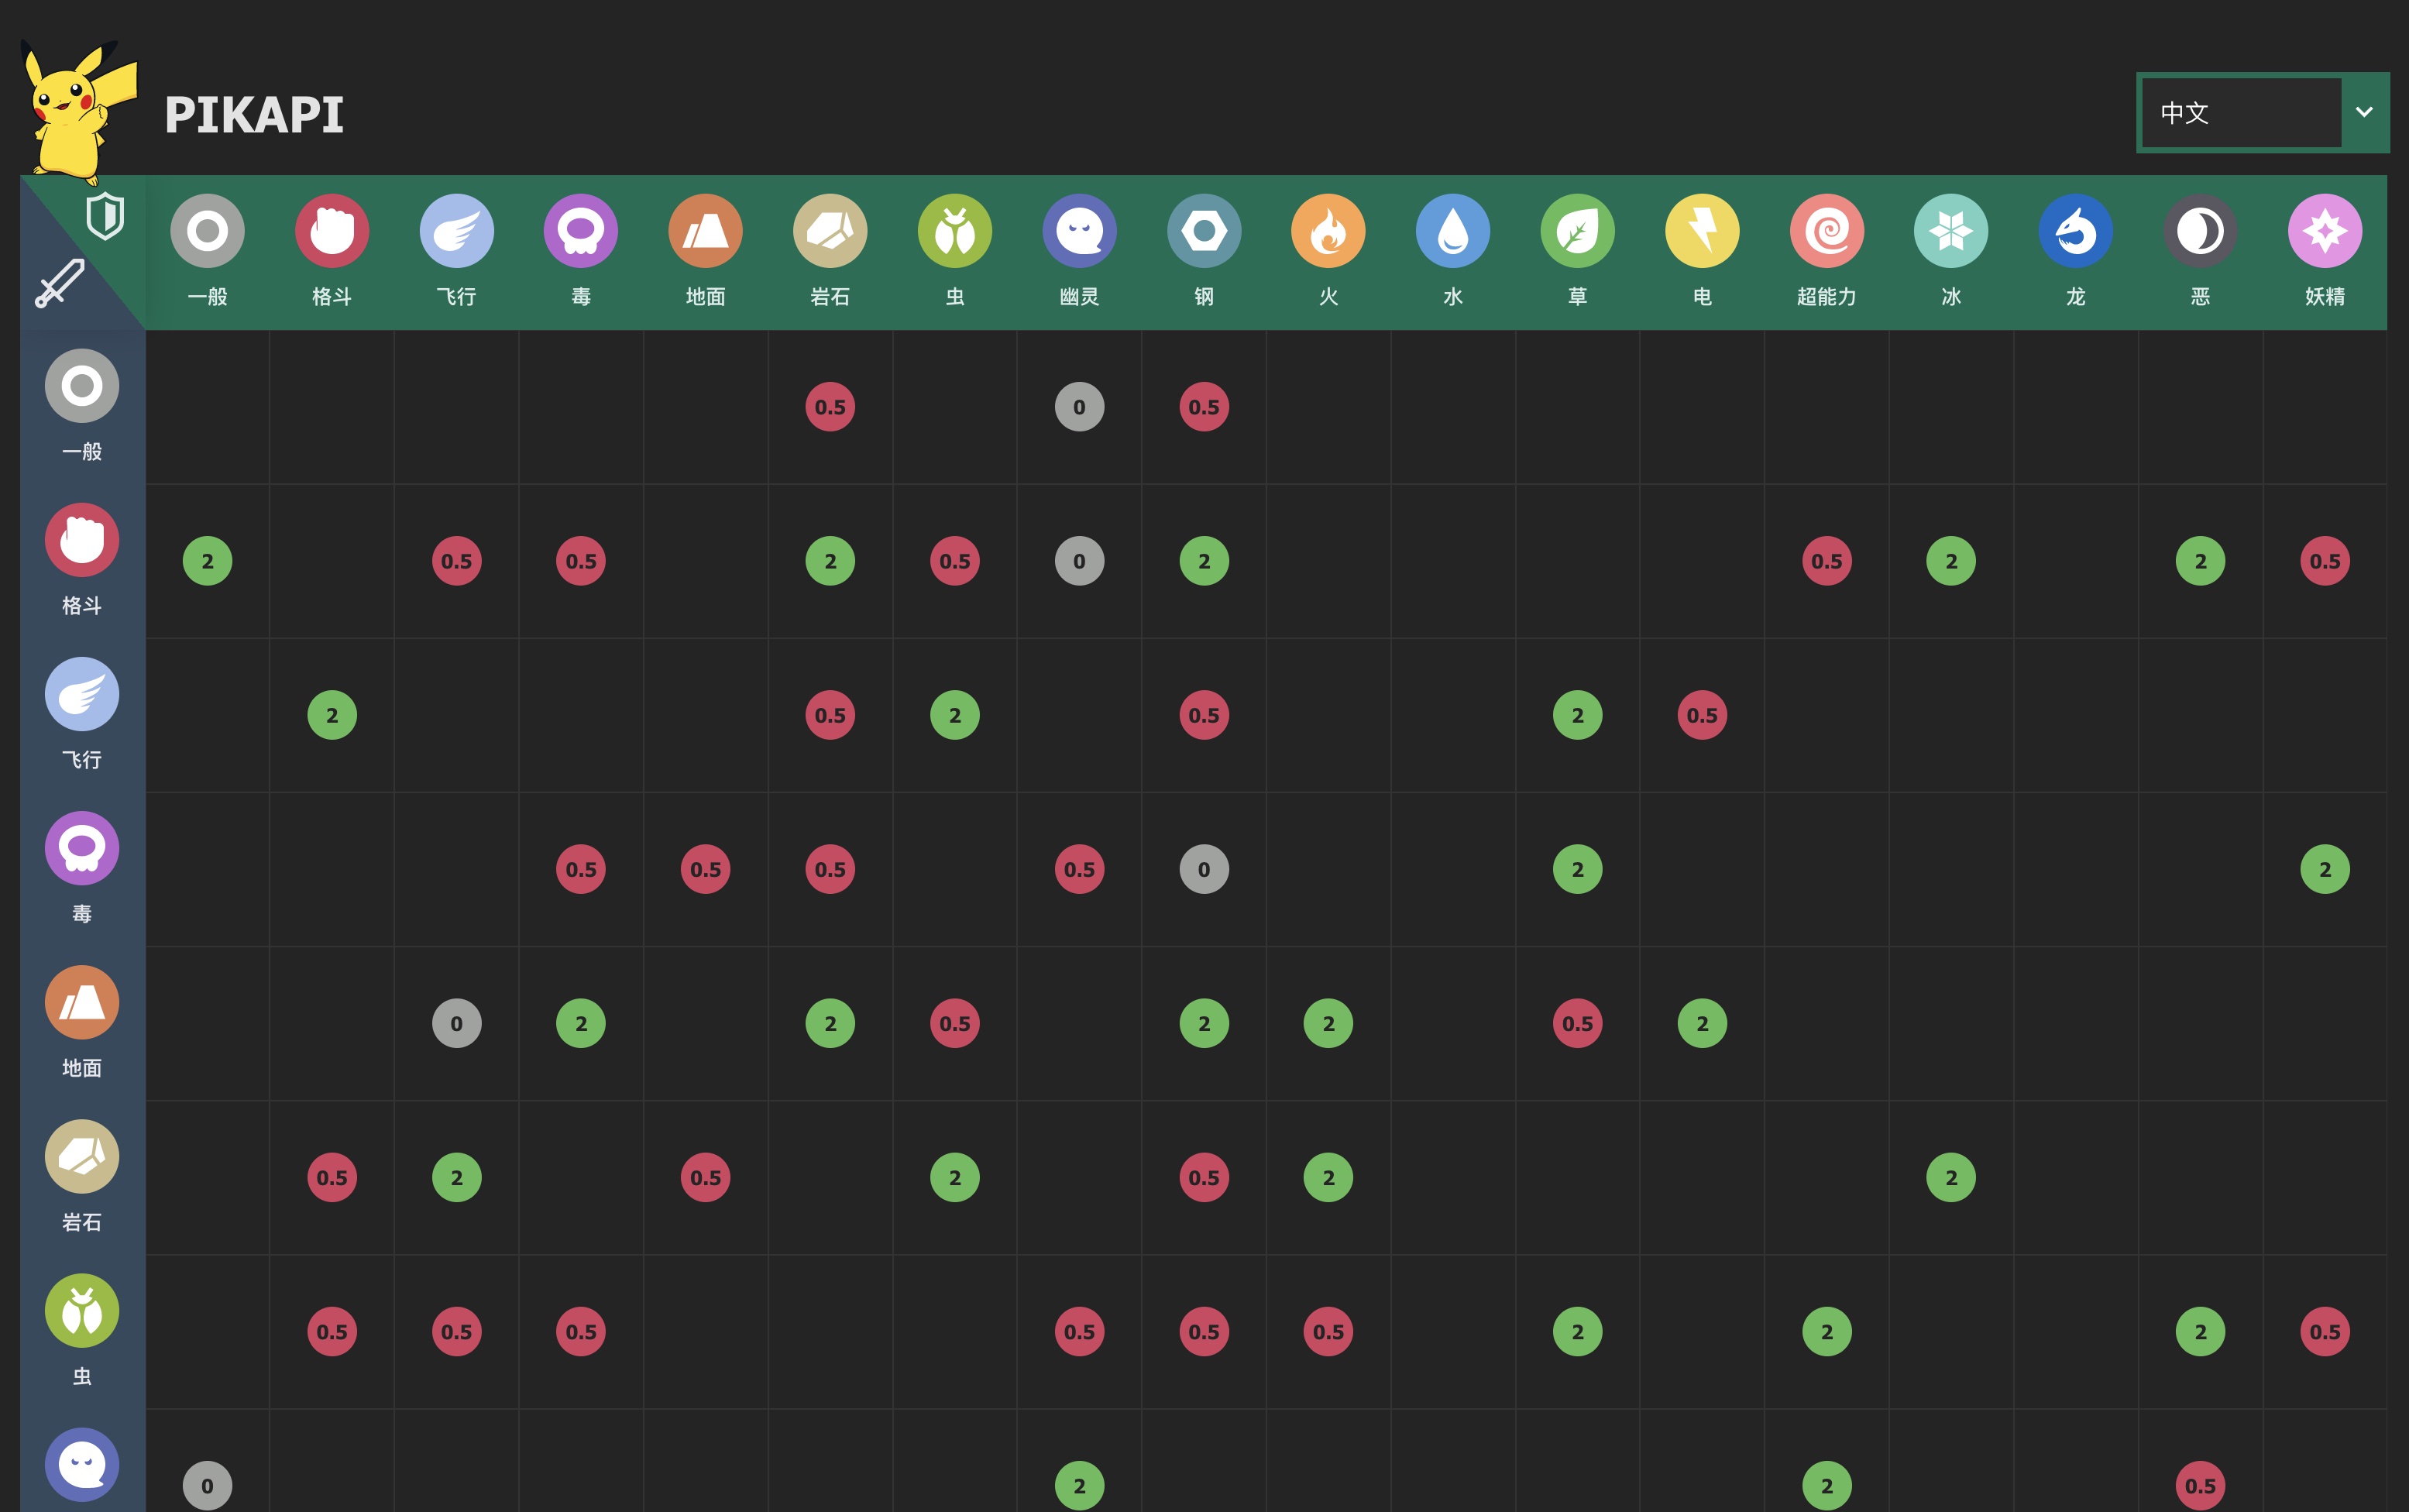 PIKAPI
中文
一般 格斗 飞行 毒 地面 岩石 虫 幽灵 钢 火 水 草 电 超能力 冰 龙 恶 妖精
0.5 0 0.5
一般
2 0.5 0.5 2 0.5 0 2 0.5 2 2 0.5
格斗
2 0.5 2 0.5 2 0.5
飞行
0.5 0.5 0.5 0.5 0 2 2
毒
0 2 2 0.5 2 2 0.5 2
地面
0.5 2 0.5 2 0.5 2 2
岩石
0.5 0.5 0.5 0.5 0.5 0.5 2 2 2 0.5
虫
0 2 2 0.5